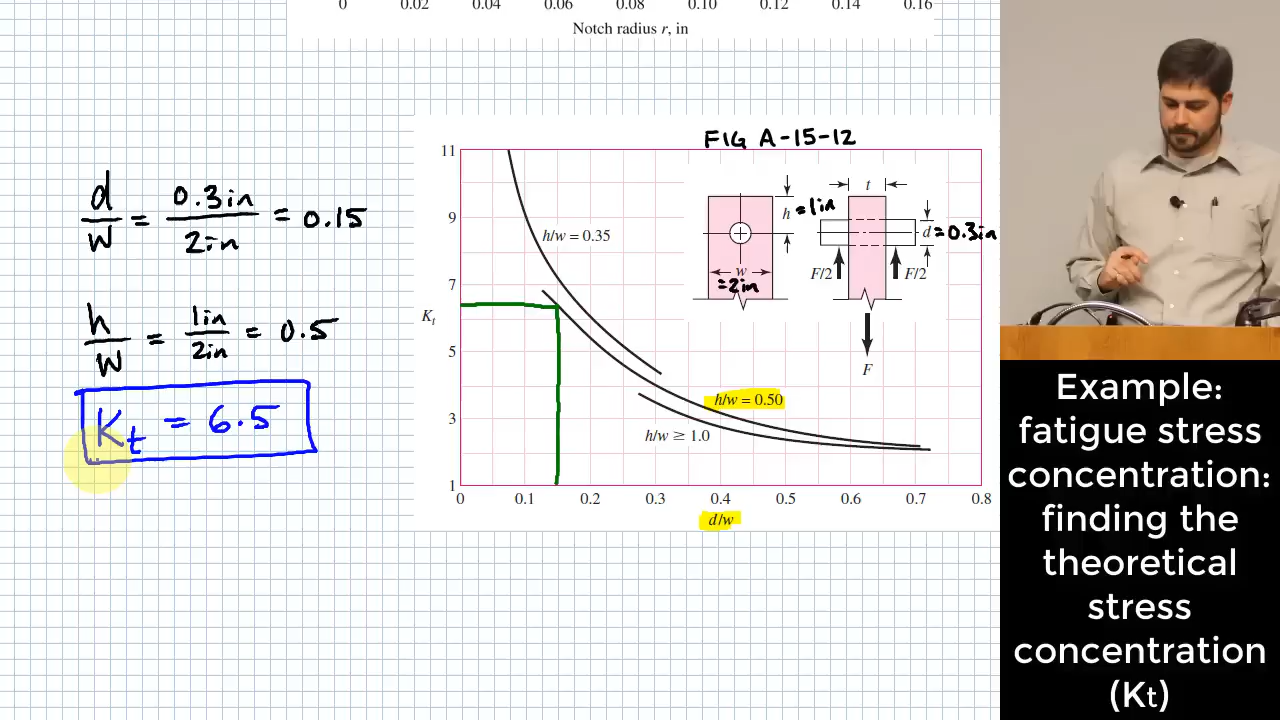 0 0.02 0.04 0.06 0.08 0.10 0.12 0.14 0.16
Notch radius r, in
FIG A-15-12
d/w = 0.3in/2in = 0.15
h/w = 1in/2in = 0.5
Kt = 6.5
11
9
7
Kt
5
3
1
0 0.1 0.2 0.3 0.4 0.5 0.6 0.7 0.8
d/w
h/w = 0.35
h/w = 0.50
h/w ≥ 1.0
h = 1in
w
= 2in
t
d = 0.3in
F/2 F/2
F
Example:
fatigue stress
concentration:
finding the
theoretical
stress
concentration
(Kt)